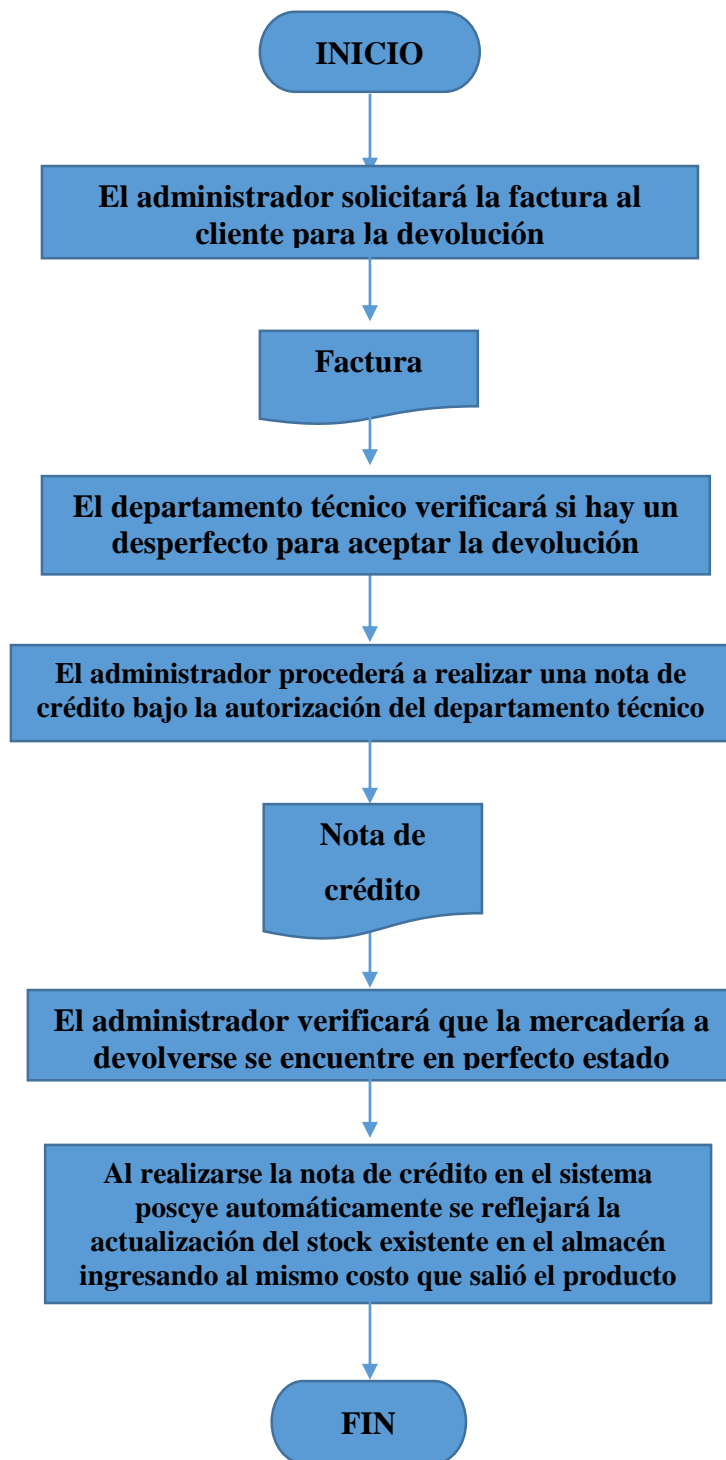 INICIO
El administrador solicitará la factura al
cliente para la devolución
Factura
El departamento técnico verificará si hay un
desperfecto para aceptar la devolución
El administrador procederá a realizar una nota de
crédito bajo la autorización del departamento técnico
Nota de
crédito
El administrador verificará que la mercadería a
devolverse se encuentre en perfecto estado
Al realizarse la nota de crédito en el sistema
poscye automáticamente se reflejará la
actualización del stock existente en el almacén
ingresando al mismo costo que salió el producto
FIN